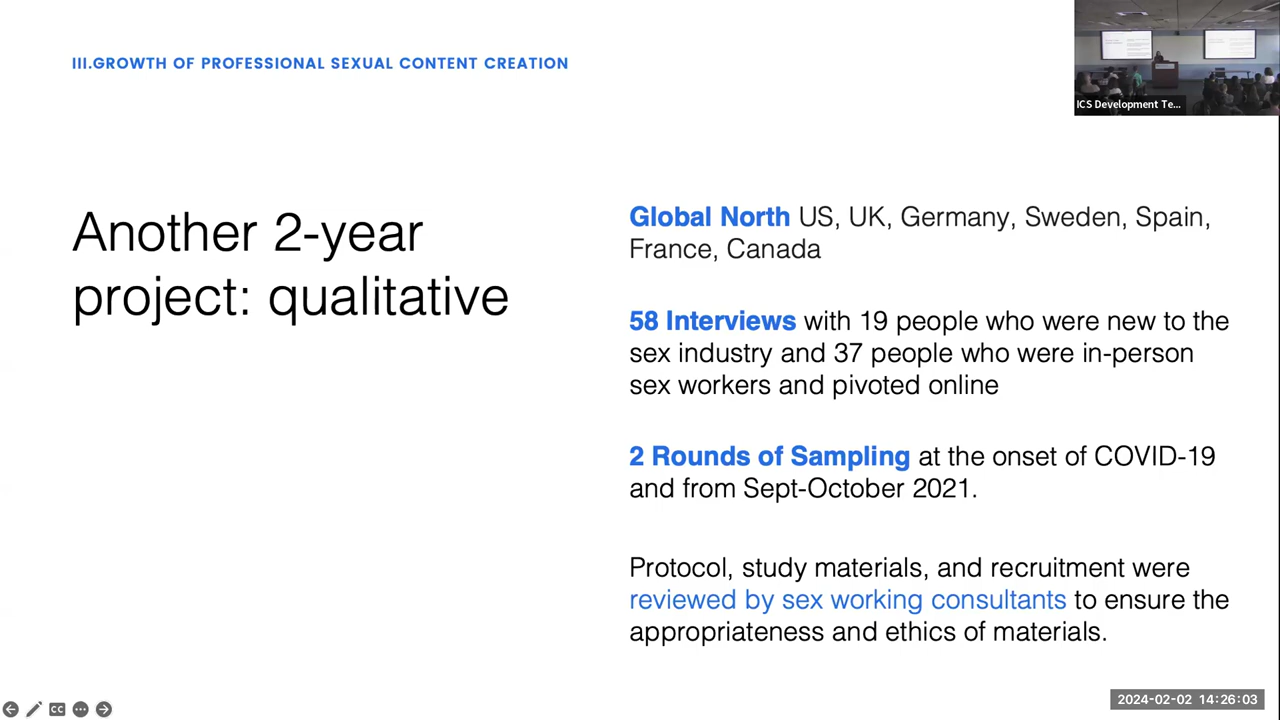 III.GROWTH OF PROFESSIONAL SEXUAL CONTENT CREATION
ICS Development Te...
Another 2-year
project: qualitative
Global North US, UK, Germany, Sweden, Spain,
France, Canada
58 Interviews with 19 people who were new to the
sex industry and 37 people who were in-person
sex workers and pivoted online
2 Rounds of Sampling at the onset of COVID-19
and from Sept-October 2021.
Protocol, study materials, and recruitment were
reviewed by sex working consultants to ensure the
appropriateness and ethics of materials.
CC
2024-02-02 14:26:03